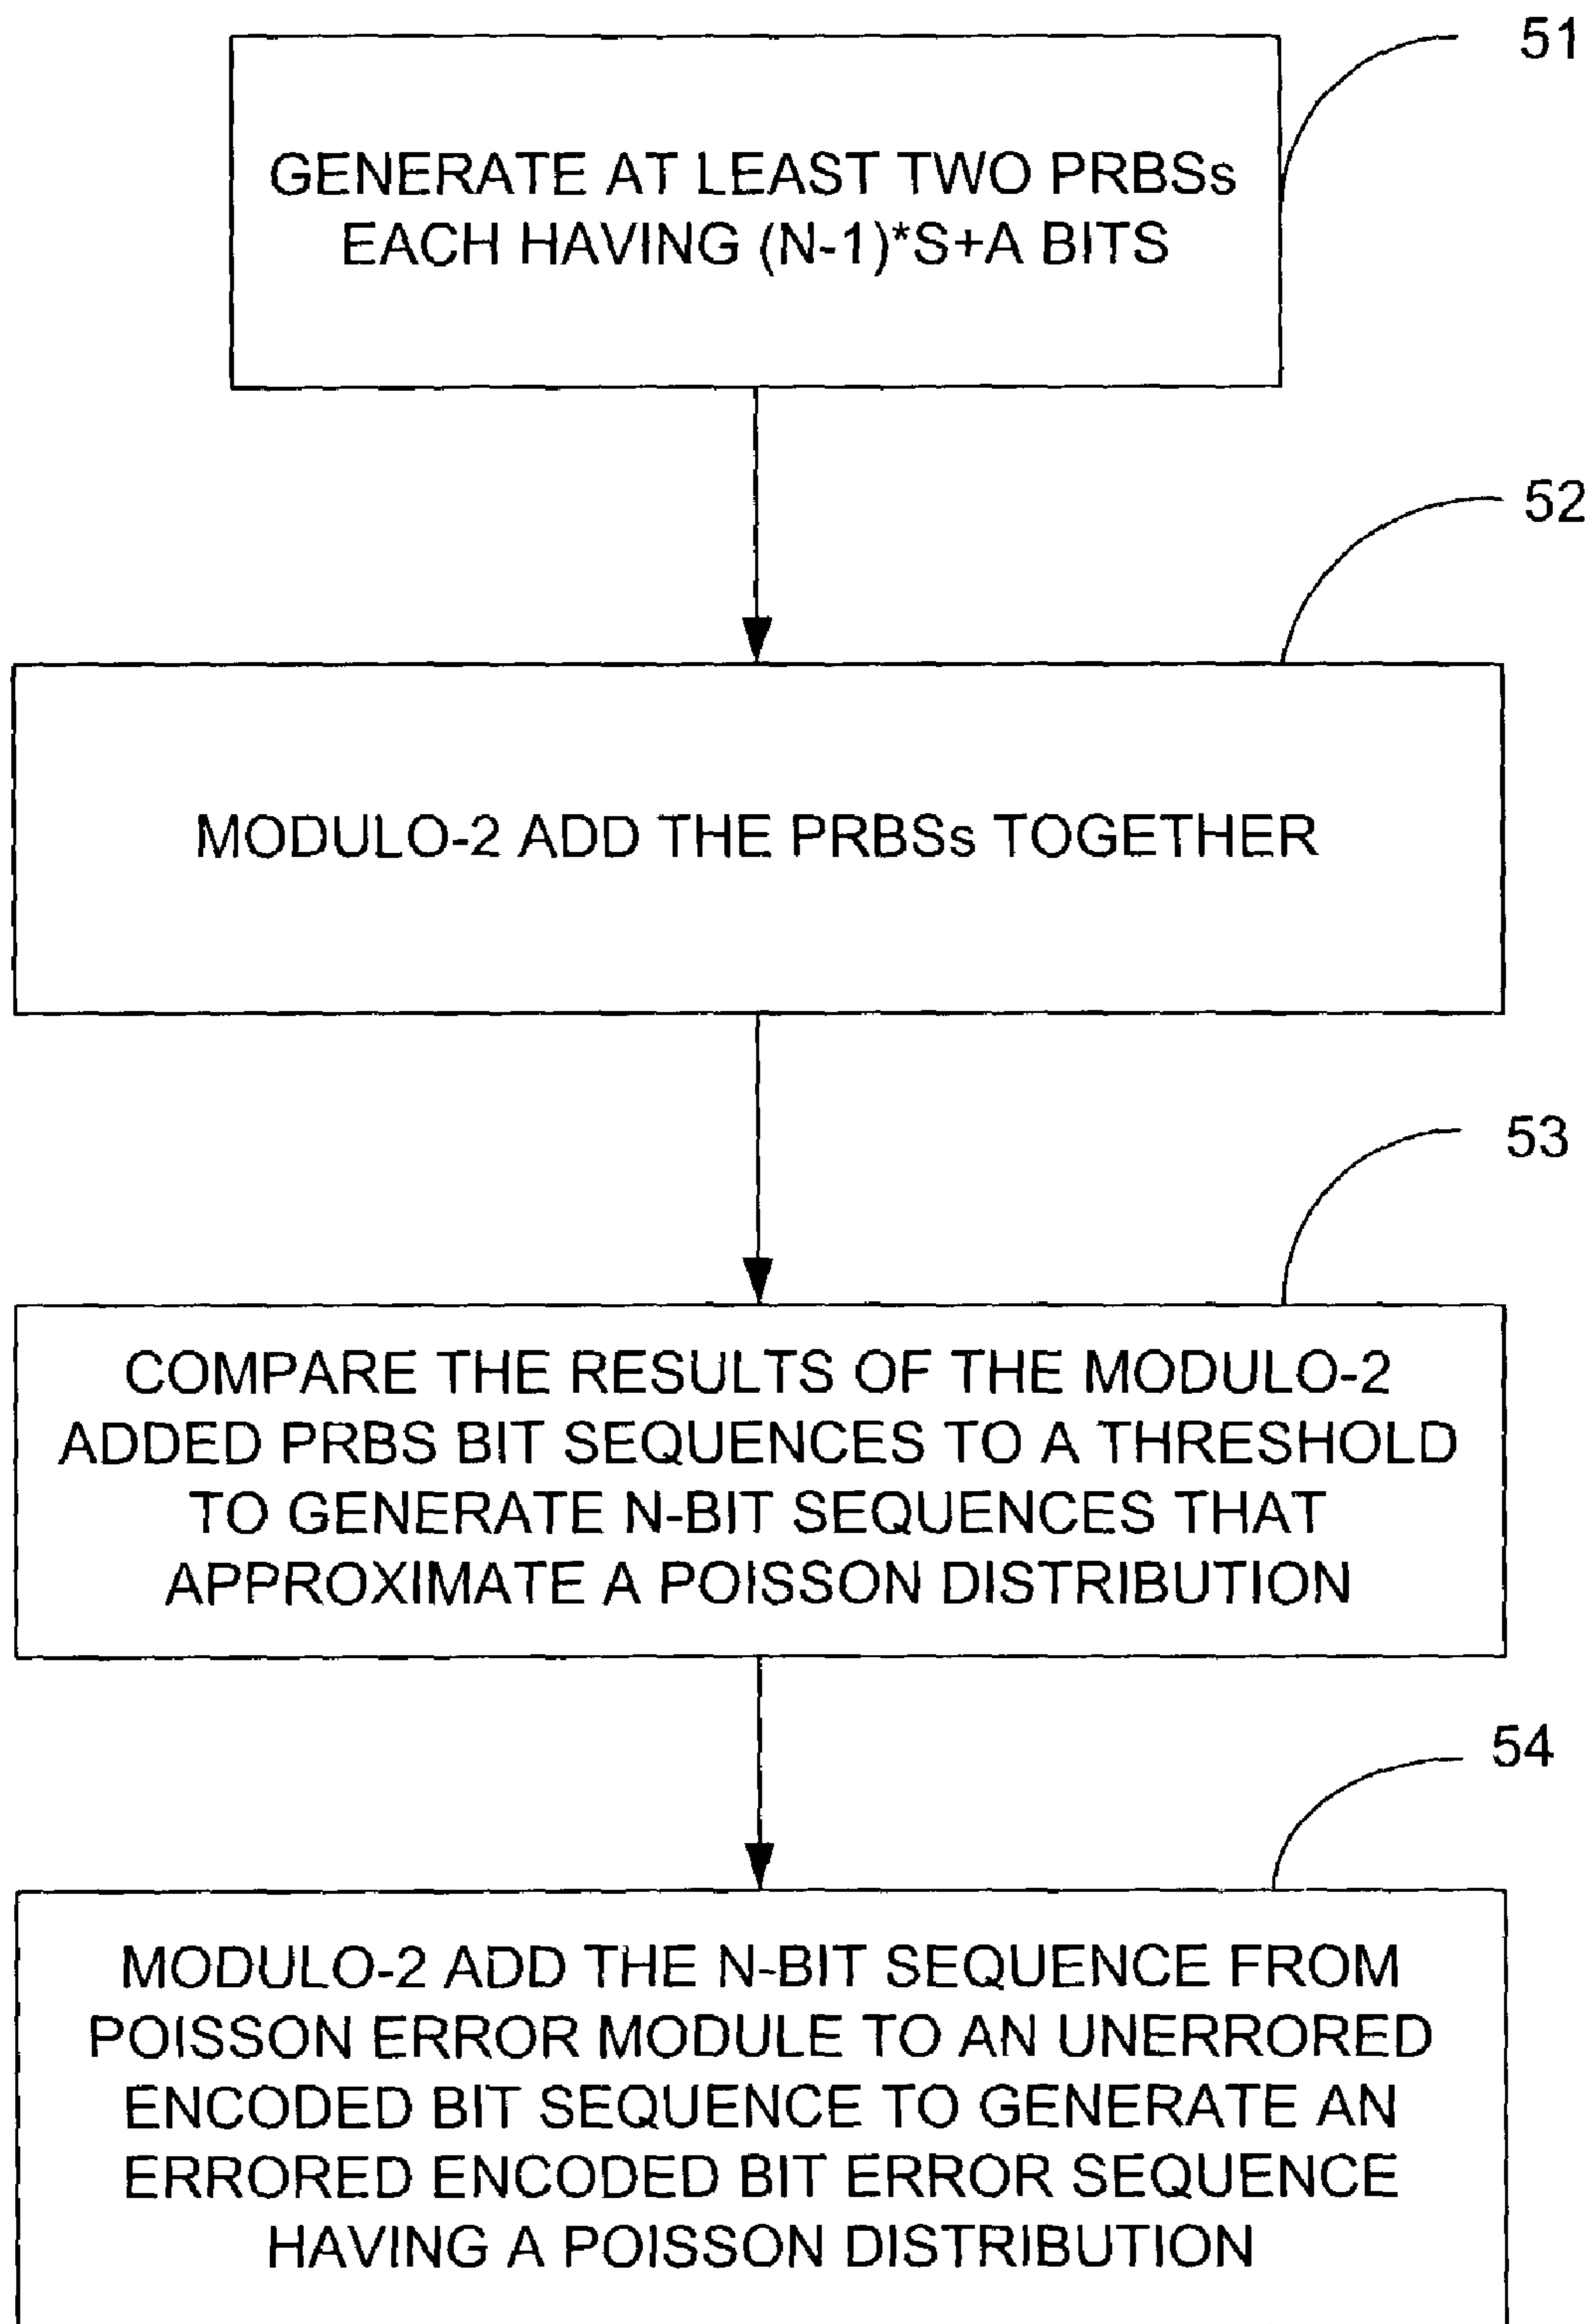 51
GENERATE AT LEAST TWO PRBSs
EACH HAVING (N-1)*S+A BITS
52
MODULO-2 ADD THE PRBSs TOGETHER
53
COMPARE THE RESULTS OF THE MODULO-2
ADDED PRBS BIT SEQUENCES TO A THRESHOLD
TO GENERATE N-BIT SEQUENCES THAT
APPROXIMATE A POISSON DISTRIBUTION
54
MODULO-2 ADD THE N-BIT SEQUENCE FROM
POISSON ERROR MODULE TO AN UNERRORED
ENCODED BIT SEQUENCE TO GENERATE AN
ERRORED ENCODED BIT ERROR SEQUENCE
HAVING A POISSON DISTRIBUTION